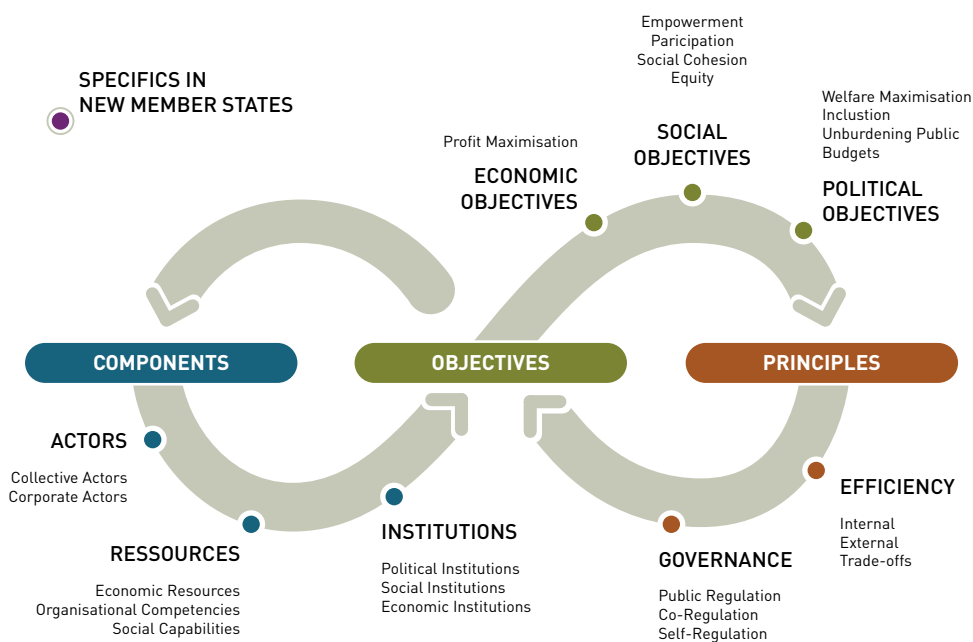 SPECIFICS IN
NEW MEMBER STATES
Empowerment
Paricipation
Social Cohesion
Equity
SOCIAL
OBJECTIVES
Profit Maximisation
ECONOMIC
OBJECTIVES
Welfare Maximisation
Inclustion
Unburdening Public
Budgets
POLITICAL
OBJECTIVES
COMPONENTS
OBJECTIVES
PRINCIPLES
ACTORS
Collective Actors
Corporate Actors
RESSOURCES
Economic Resources
Organisational Competencies
Social Capabilities
INSTITUTIONS
Political Institutions
Social Institutions
Economic Institutions
GOVERNANCE
Public Regulation
Co-Regulation
Self-Regulation
EFFICIENCY
Internal
External
Trade-offs